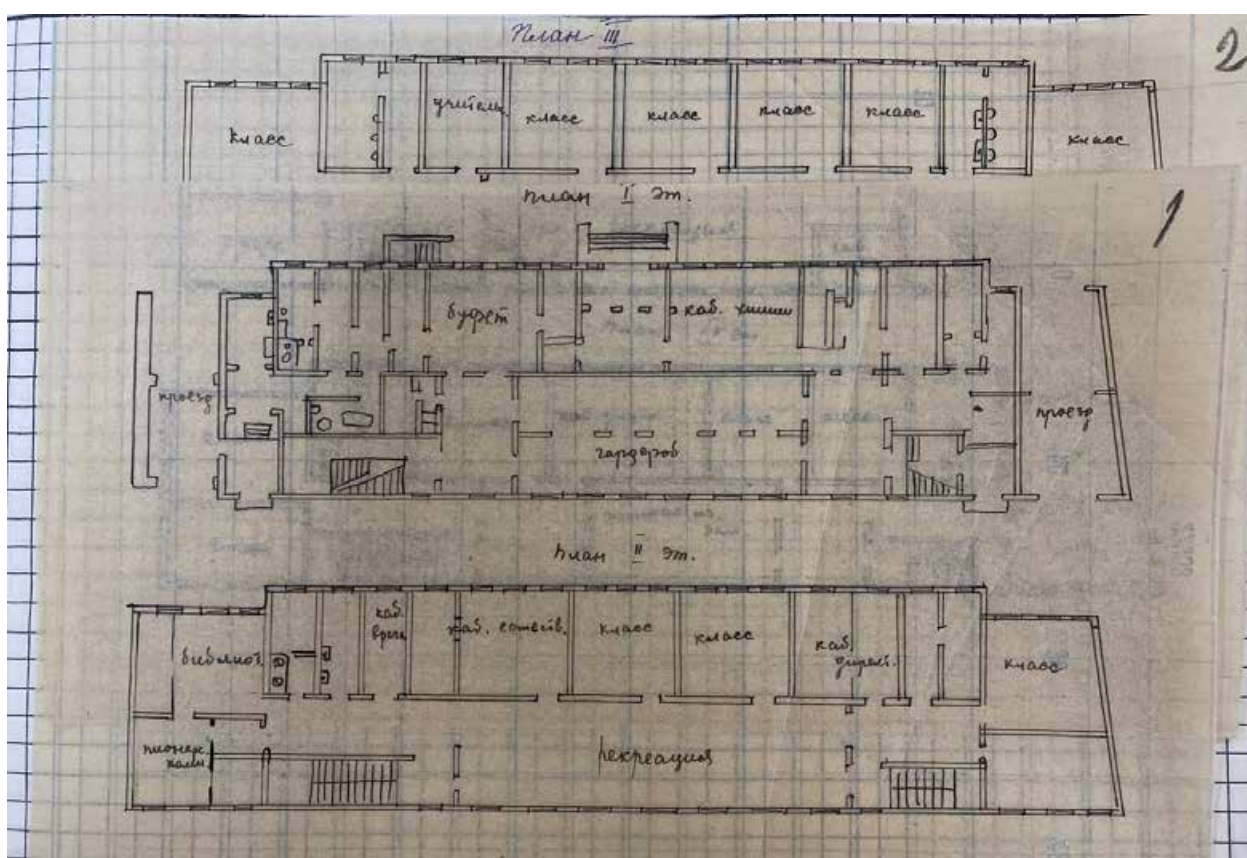 План III
2
учительс.
класс
класс
класс
класс
класс
класс
план I эт.
1
буфет
каб. химии
проезд
проезд
гардероб
План II эт.
каб.
врача
каб. естеств.
класс
класс
каб.
директ.
библиот.
класс
пионер.
комн.
рекреация